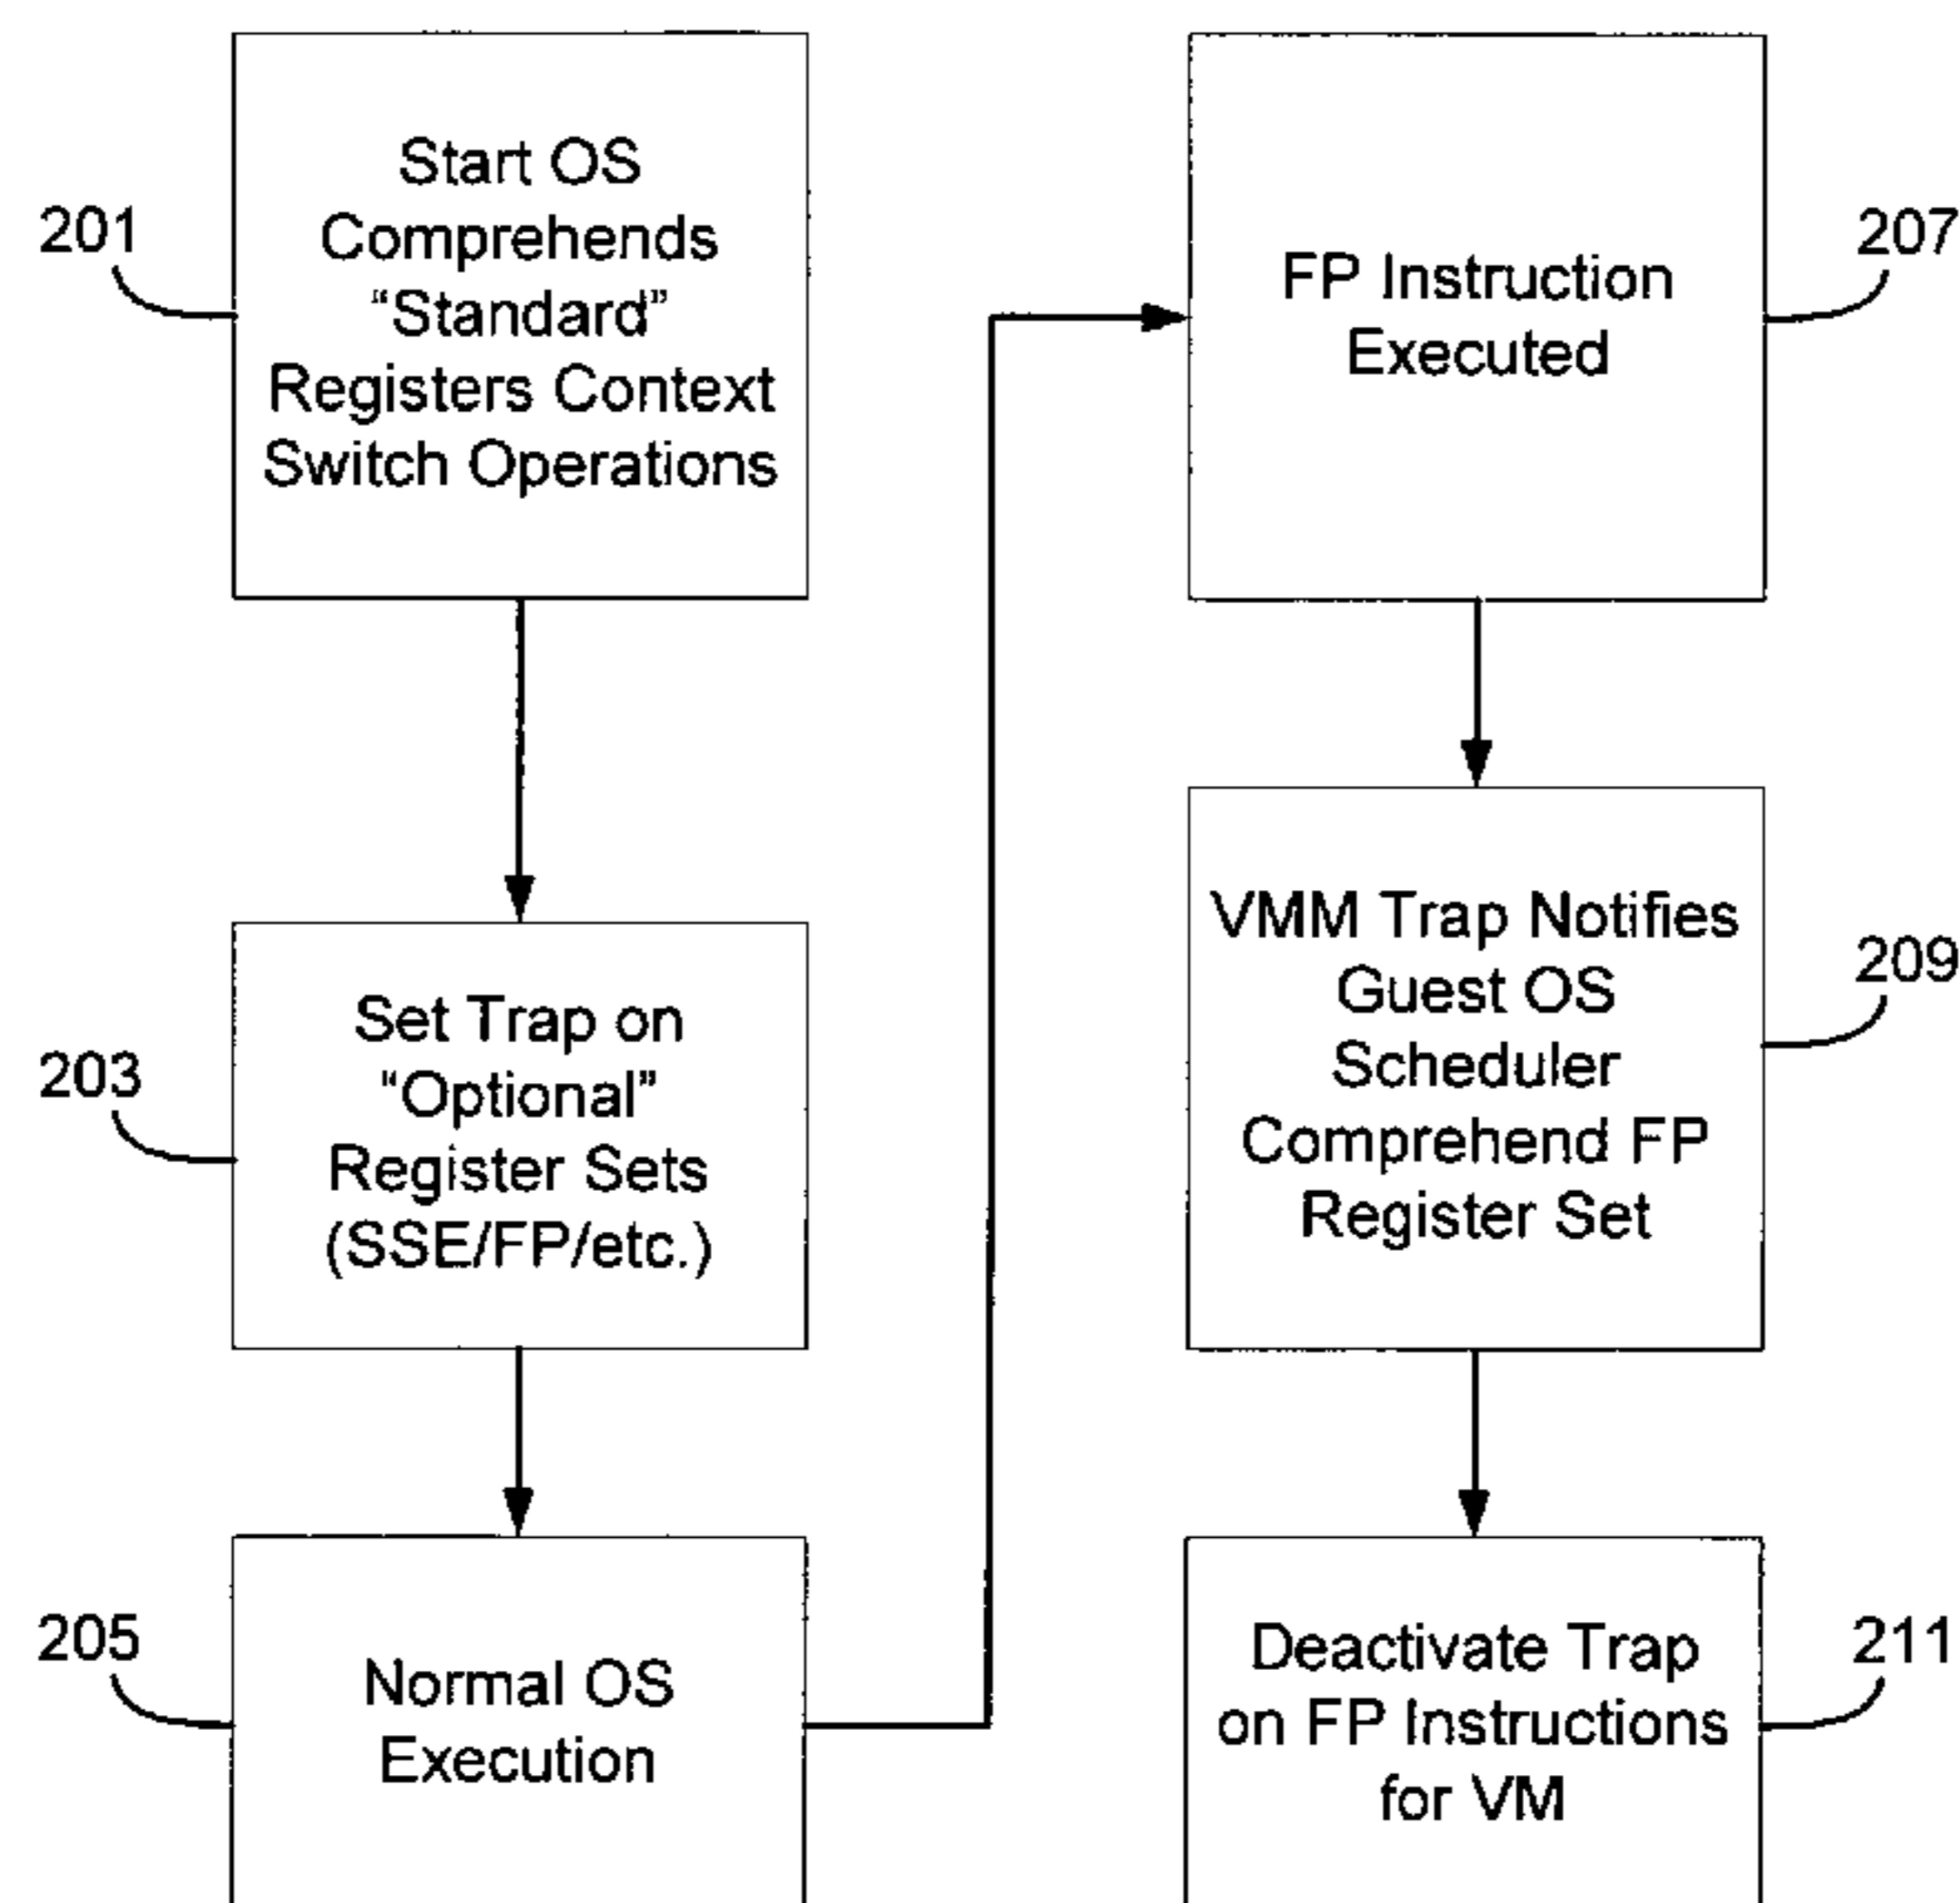 201
Start OS
Comprehends
“Standard”
Registers Context
Switch Operations
203
Set Trap on
“Optional”
Register Sets
(SSE/FP/etc.)
205
Normal OS
Execution
FP Instruction
Executed
207
VMM Trap Notifies
Guest OS
Scheduler
Comprehend FP
Register Set
209
Deactivate Trap
on FP Instructions
for VM
211